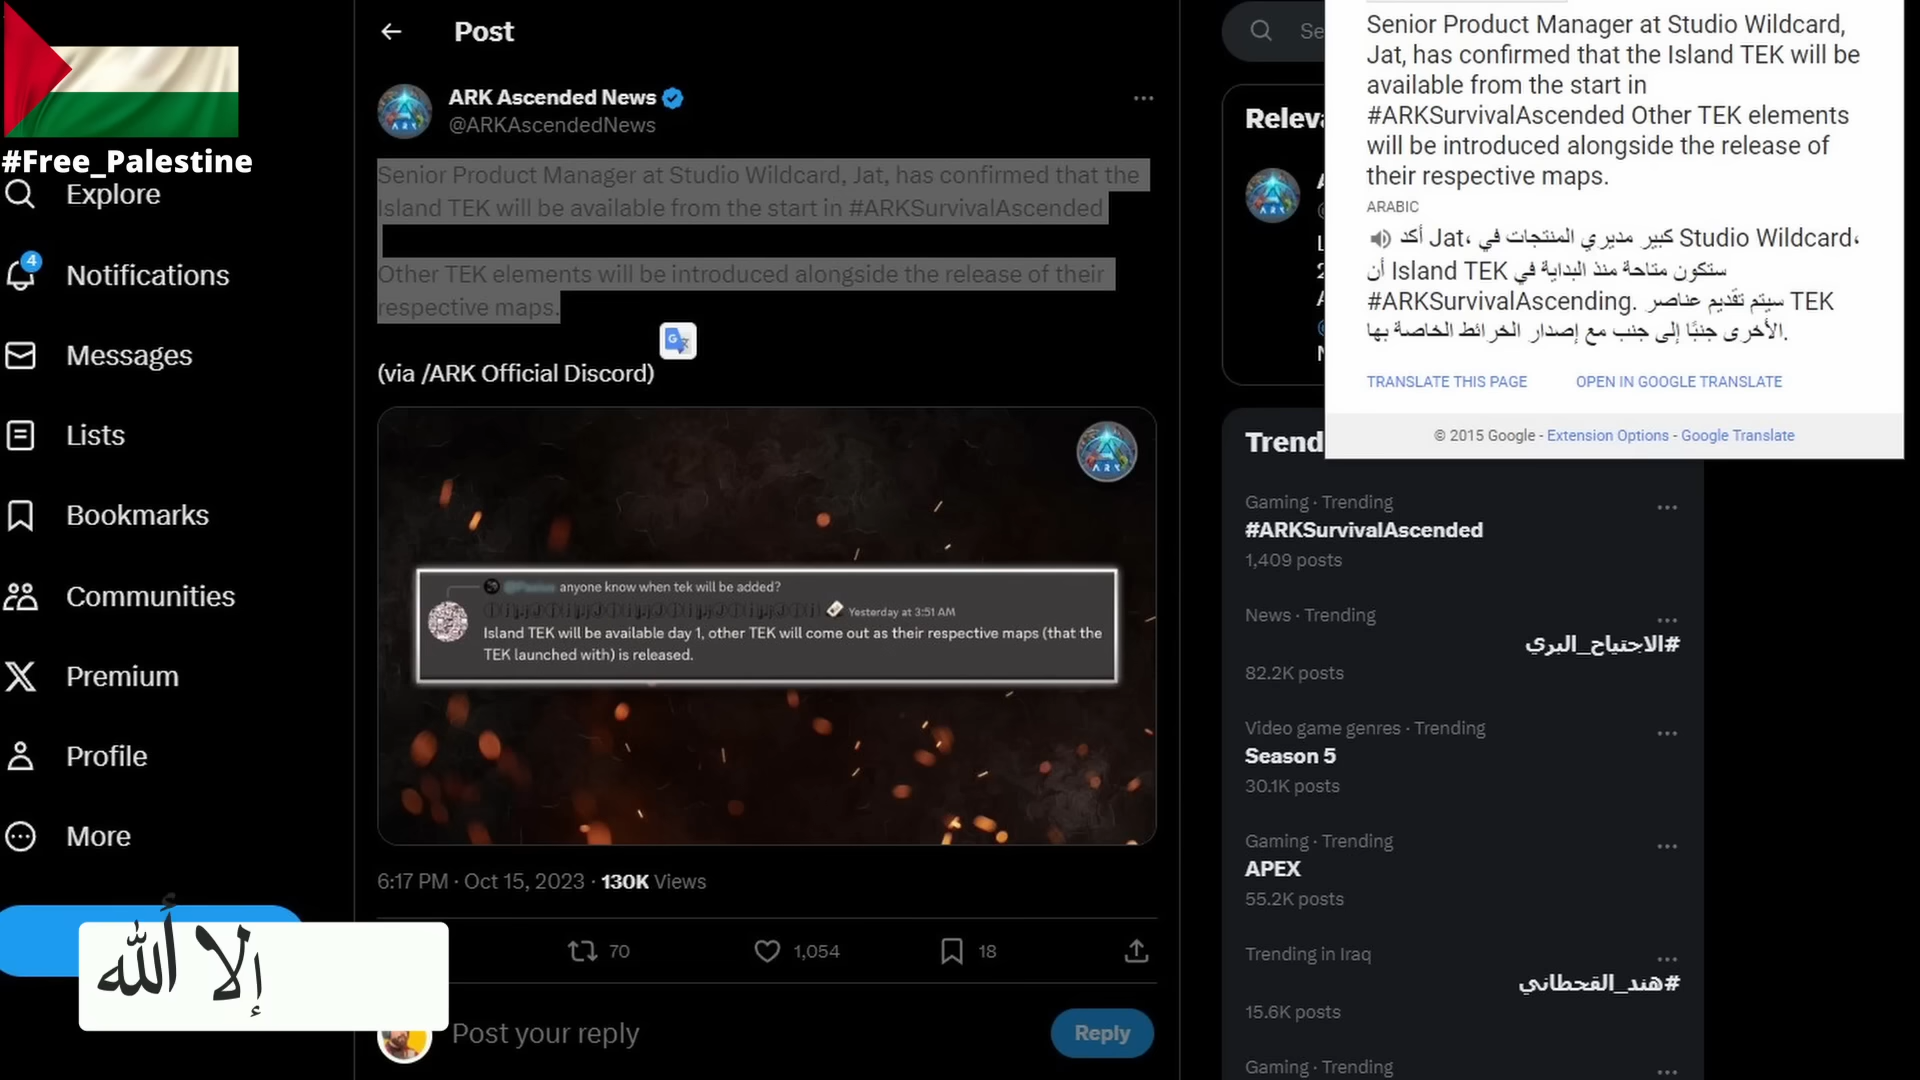 #Free_Palestine
Explore
4
Notifications
Messages
Lists
Bookmarks
Communities
Premium
Profile
More
إلا الله أ
Post
ARK Ascended News
@ARKAscendedNews
Senior Product Manager at Studio Wildcard, Jat, has confirmed that the
Island TEK will be available from the start in #ARKSurvivalAscended
Other TEK elements will be introduced alongside the release of their
respective maps.
(via /ARK Official Discord)
ARK
anyone know when tek will be added?
Yesterday at 3:51 AM
Island TEK will be available day 1, other TEK will come out as their respective maps (that the
TEK launched with) is released.
6:17 PM · Oct 15, 2023 · 130K Views
70 1,054 18
Post your reply
Reply
Se
Senior Product Manager at Studio Wildcard,
Jat, has confirmed that the Island TEK will be
available from the start in
#ARKSurvivalAscended Other TEK elements
will be introduced alongside the release of
their respective maps.
ARABIC
أكد Jat، كبير مديري المنتجات في Studio Wildcard،
أن Island TEK ستكون متاحة منذ البداية في
#ARKSurvivalAscending. سيتم تقديم عناصر TEK
الأخرى جنبًا إلى جنب مع إصدار الخرائط الخاصة بها.
TRANSLATE THIS PAGE OPEN IN GOOGLE TRANSLATE
© 2015 Google - Extension Options - Google Translate
Trend
Gaming · Trending
#ARKSurvivalAscended
1,409 posts
News · Trending
#الاجتياح_البري
82.2K posts
Video game genres · Trending
Season 5
30.1K posts
Gaming · Trending
APEX
55.2K posts
Trending in Iraq
#هند_القحطاني
15.6K posts
Gaming · Trending